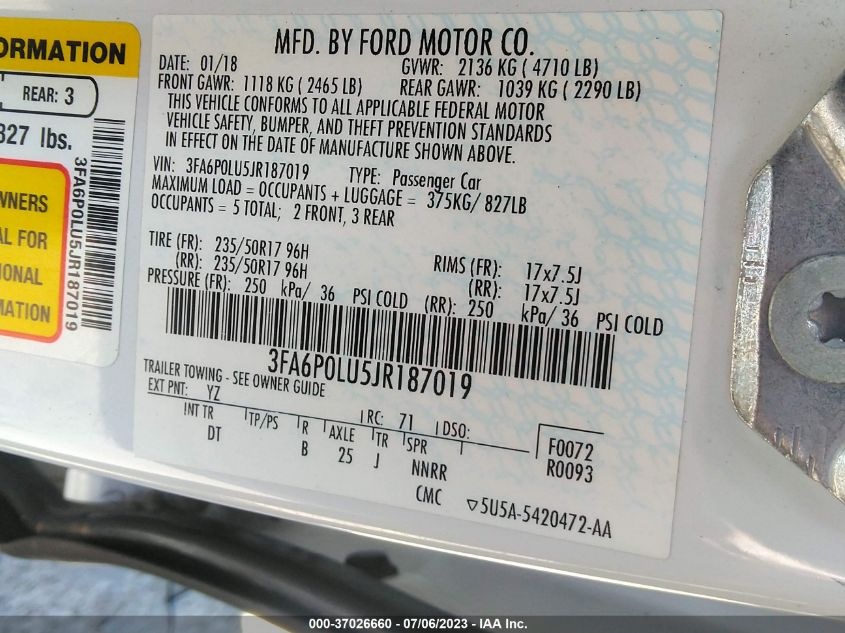 ORMATION
REAR: 3
827 lbs.
3FA6P0LU5JR187019
WNERS
AL FOR
IONAL
MATION
MFD. BY FORD MOTOR CO.
DATE: 01/18 GVWR: 2136 KG ( 4710 LB)
FRONT GAWR: 1118 KG ( 2465 LB) REAR GAWR: 1039 KG ( 2290 LB)
THIS VEHICLE CONFORMS TO ALL APPLICABLE FEDERAL MOTOR
VEHICLE SAFETY, BUMPER, AND THEFT PREVENTION STANDARDS
IN EFFECT ON THE DATE OF MANUFACTURE SHOWN ABOVE.
VIN: 3FA6P0LU5JR187019 TYPE: Passenger Car
MAXIMUM LOAD = OCCUPANTS + LUGGAGE = 375KG/ 827LB
OCCUPANTS = 5 TOTAL; 2 FRONT, 3 REAR
TIRE (FR): 235/50R17 96H RIMS (FR): 17x7.5J
(RR): 235/50R17 96H (RR): 17x7.5J
PRESSURE (FR): 250 kPa/ 36 PSI COLD (RR): 250 kPa/ 36 PSI COLD
3FA6P0LU5JR187019
TRAILER TOWING - SEE OWNER GUIDE
EXT PNT: YZ RC: 71 DSO:
INT TR TP/PS R AXLE TR SPR F0072
DT B 25 J NNRR R0093
CMC ▽5U5A-5420472-AA
000-37026660 - 07/06/2023 - IAA Inc.